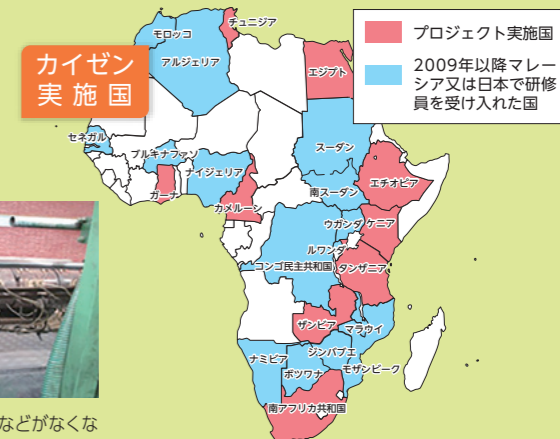 カイゼン
実施国
プロジェクト実施国
2009年以降マレー
シア又は日本で研修
員を受け入れた国
チュニジア
モロッコ
アルジェリア
エジプト
セネガル
スーダン
ブルキナファソ
ナイジェリア
エチオピア
南スーダン
ガーナ
カメルーン
ウガンダ
ケニア
ルワンダ
コンゴ民主共和国
タンザニア
ザンビア
マラウイ
ナミビア
ジンバブエ
モザンビーク
ボツワナ
南アフリカ共和国
などがなくな